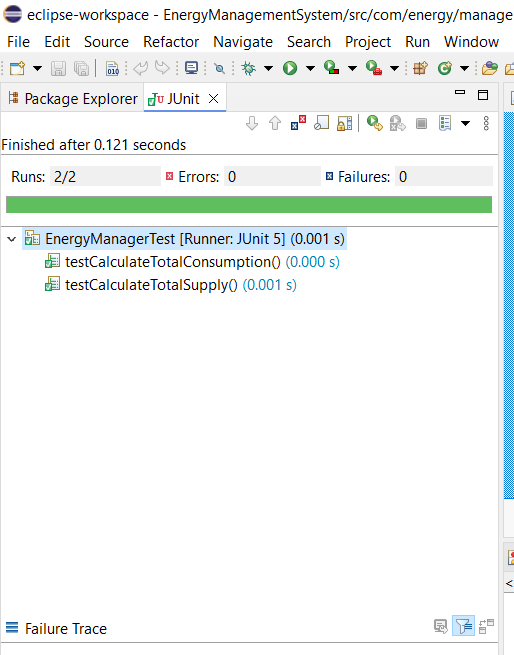 eclipse-workspace - EnergyManagementSystem/src/com/energy/manage
File Edit Source Refactor Navigate Search Project Run Window
010
Package Explorer JUnit
Finished after 0.121 seconds
Runs: 2/2 Errors: 0 Failures: 0
EnergyManagerTest [Runner: JUnit 5] (0.001 s)
testCalculateTotalConsumption() (0.000 s)
testCalculateTotalSupply() (0.001 s)
Failure Trace